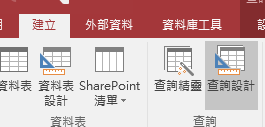 建立 外部資料 資料庫工具
資料表 資料表 SharePoint 查詢精靈 查詢設計
設計 清單
資料表 查詢